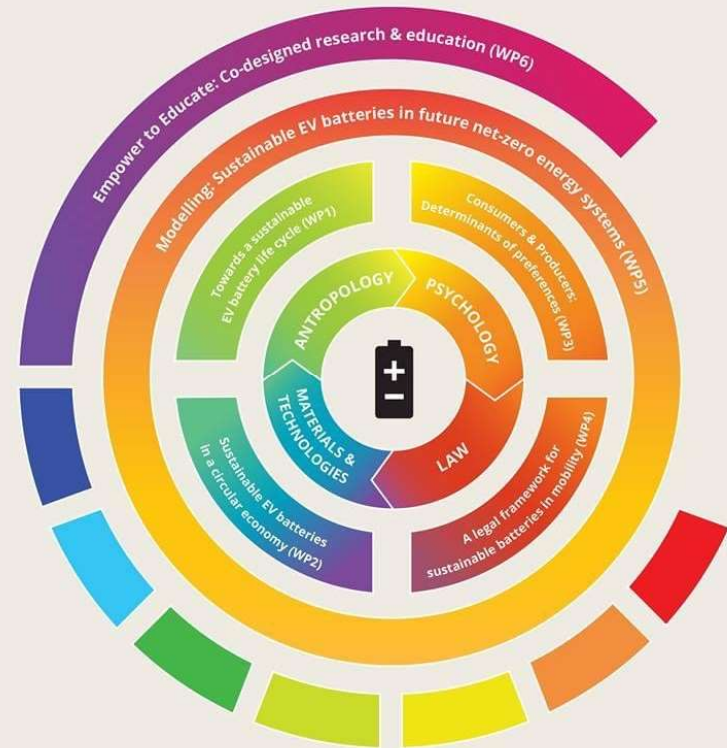 Empower to Educate: Co-designed research & education (WP6)
Modelling: Sustainable EV batteries in future net-zero energy systems (WP5)
Towards a sustainable
EV battery life cycle (WP1)
Consumers & Producers:
Determinants of preferences (WP3)
ANTROPOLOGY
PSYCHOLOGY
MATERIALS &
TECHNOLOGIES
LAW
Sustainable EV batteries
in a circular economy (WP2)
A legal framework for
sustainable batteries in mobility (WP4)